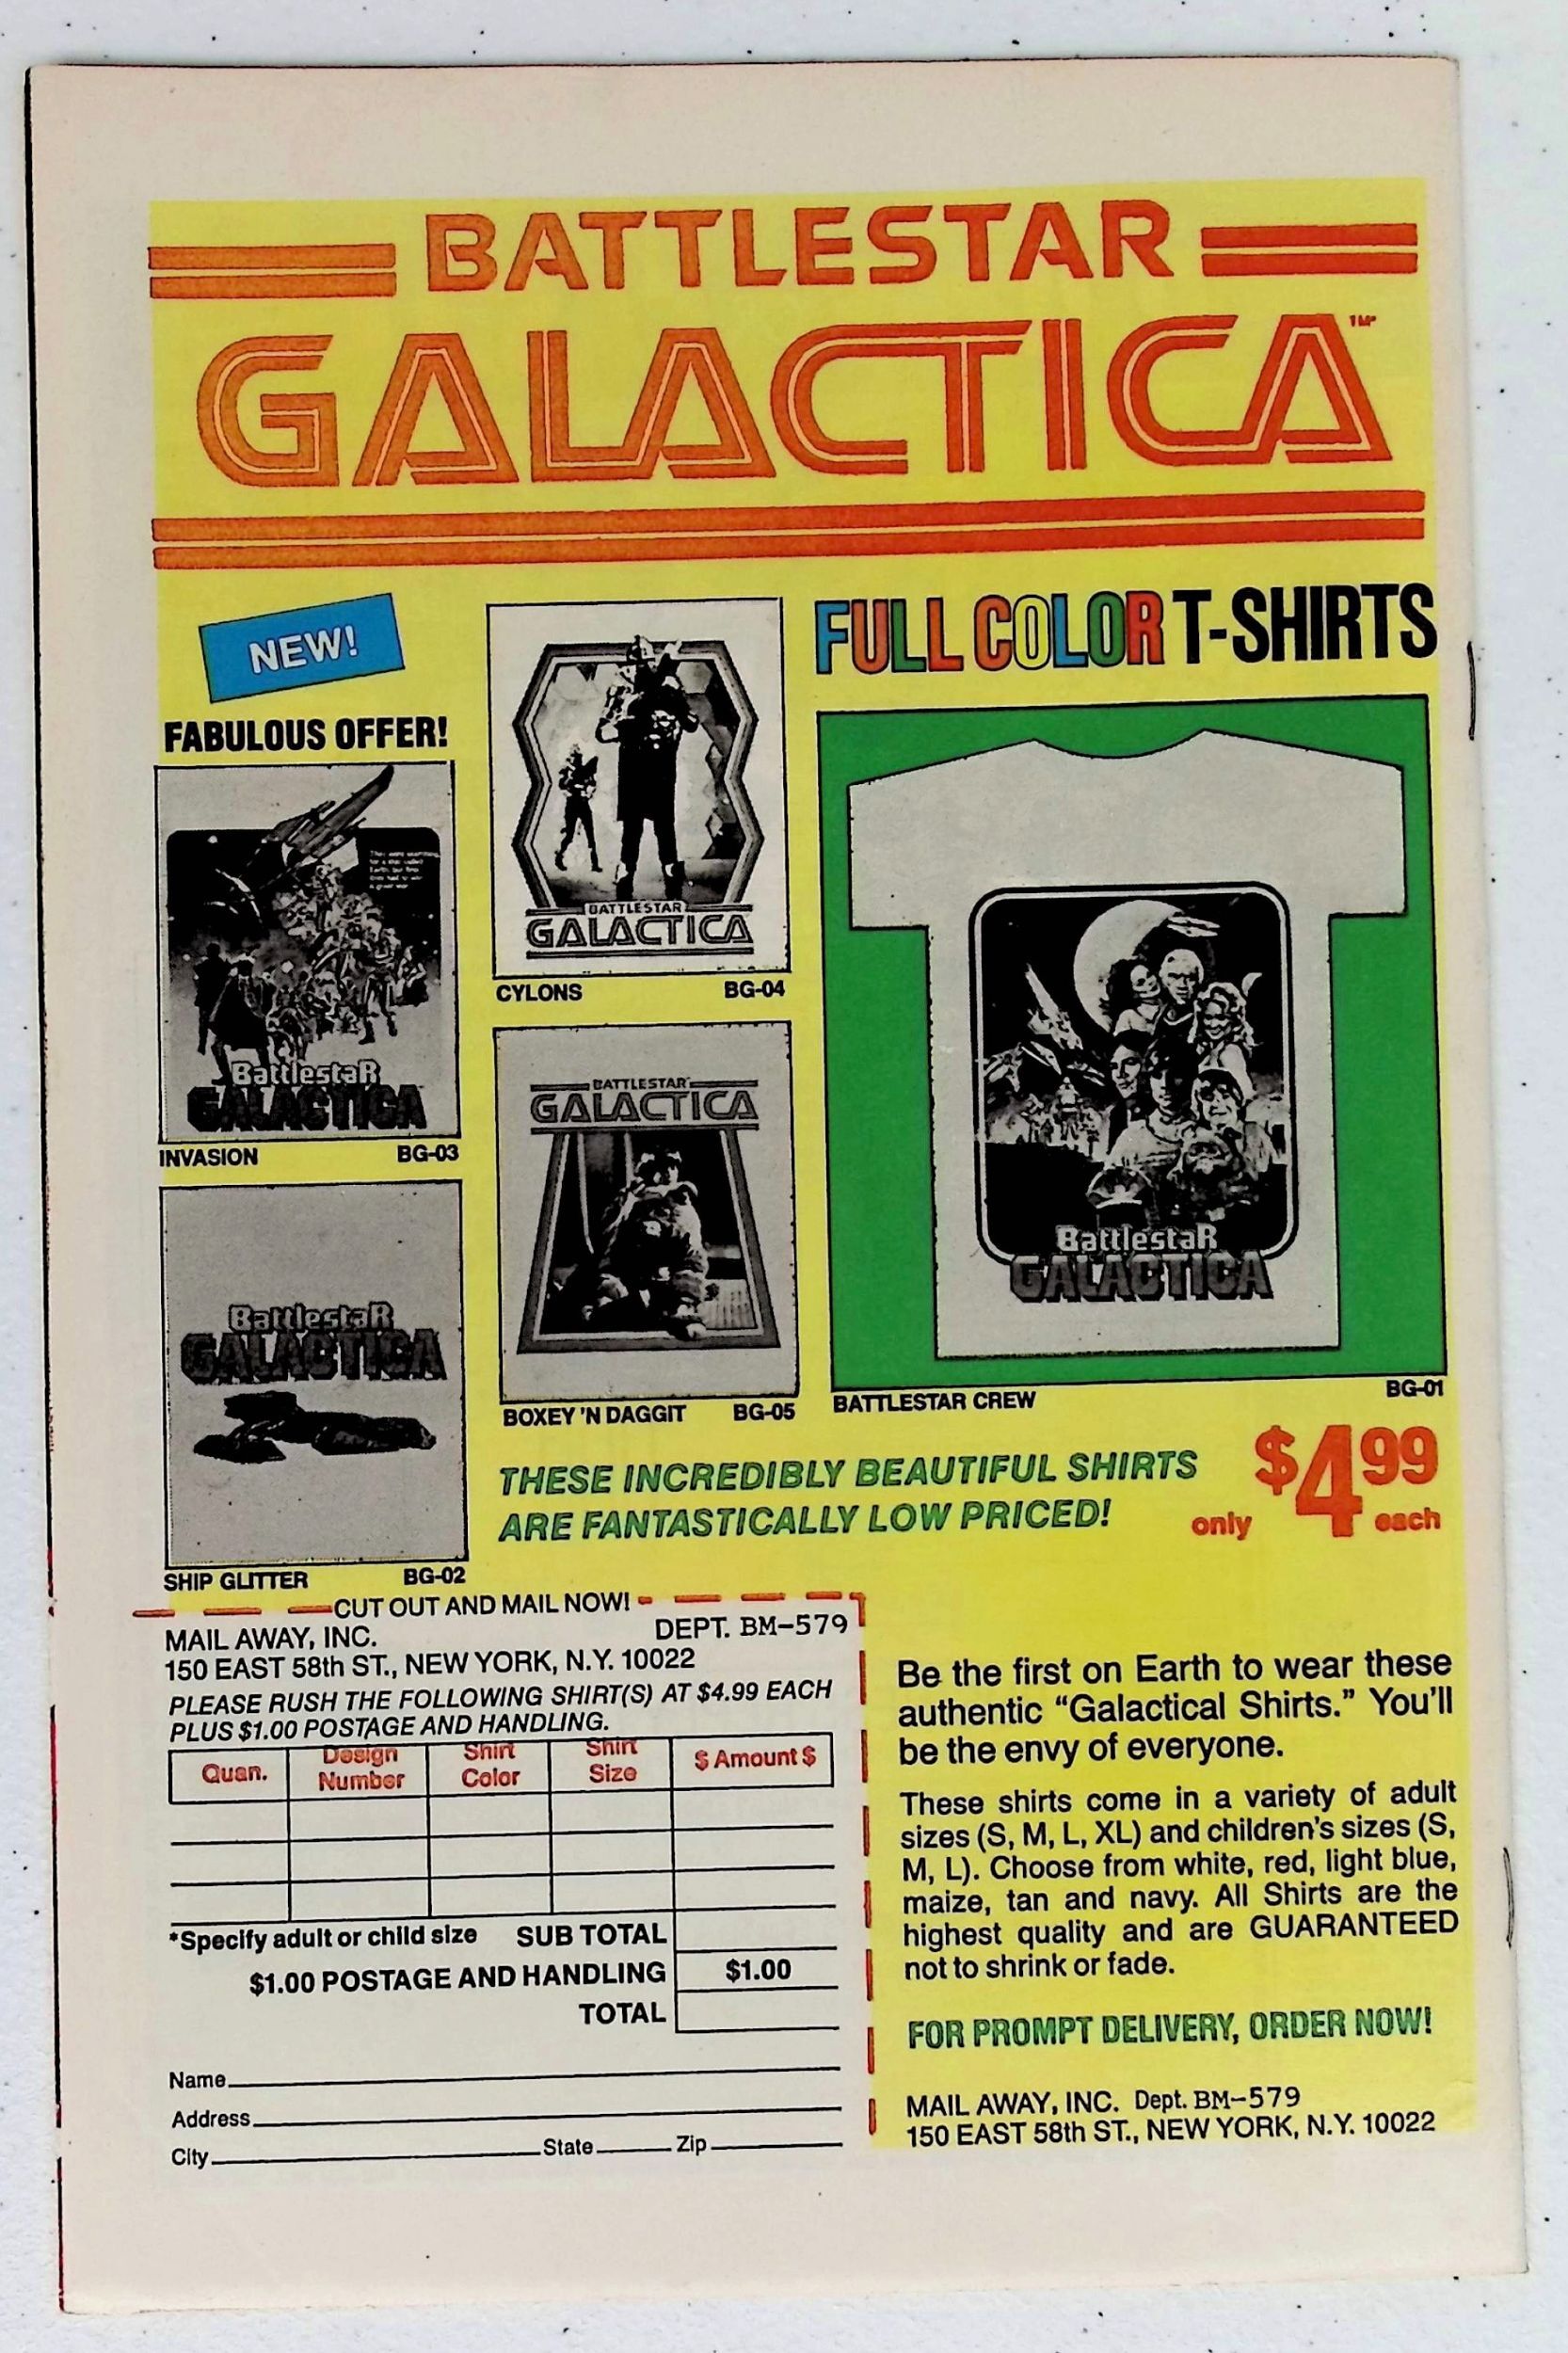 BATTLESTAR
GALACTICA™
NEW!
FABULOUS OFFER!
FULL COLOR T-SHIRTS
BattlestaR
GALACTICA
INVASION BG-03
BATTLESTAR
GALACTICA
CYLONS BG-04
BattlestaR
GALACTICA
SHIP GLITTER BG-02
BATTLESTAR
GALACTICA
BOXEY 'N DAGGIT BG-05
BattlestaR
GALACTICA
BATTLESTAR CREW BG-01
THESE INCREDIBLY BEAUTIFUL SHIRTS
ARE FANTASTICALLY LOW PRICED!
only $4.99 each
CUT OUT AND MAIL NOW!
MAIL AWAY, INC. DEPT. BM-579
150 EAST 58th ST., NEW YORK, N.Y. 10022
PLEASE RUSH THE FOLLOWING SHIRT(S) AT $4.99 EACH
PLUS $1.00 POSTAGE AND HANDLING.
Quan. Design Number Shirt Color Shirt Size $ Amount $
*Specify adult or child size SUB TOTAL
$1.00 POSTAGE AND HANDLING $1.00
TOTAL
Name
Address
City State Zip
Be the first on Earth to wear these
authentic “Galactical Shirts.” You'll
be the envy of everyone.
These shirts come in a variety of adult
sizes (S, M, L, XL) and children's sizes (S,
M, L). Choose from white, red, light blue,
maize, tan and navy. All Shirts are the
highest quality and are GUARANTEED
not to shrink or fade.
FOR PROMPT DELIVERY, ORDER NOW!
MAIL AWAY, INC. Dept. BM-579
150 EAST 58th ST., NEW YORK, N.Y. 10022